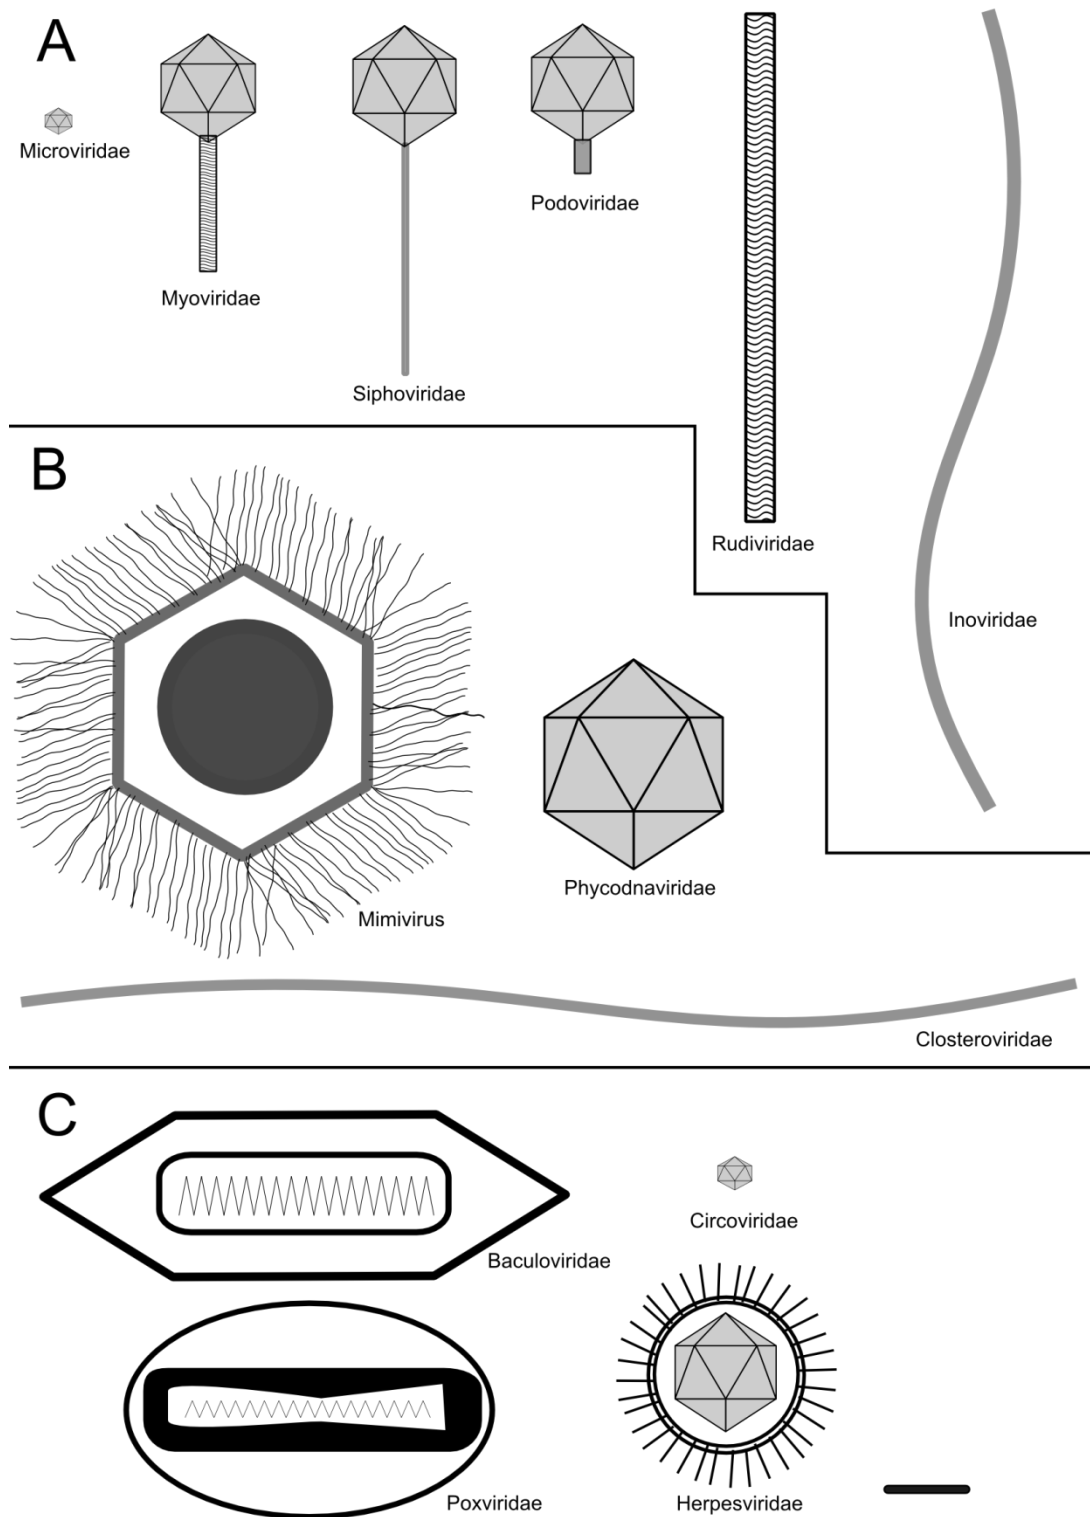 A
Microviridae
Myoviridae
Siphoviridae
Podoviridae
Rudiviridae
Inoviridae
B
Mimivirus
Phycodnaviridae
Closteroviridae
C
Baculoviridae
Circoviridae
Poxviridae
Herpesviridae